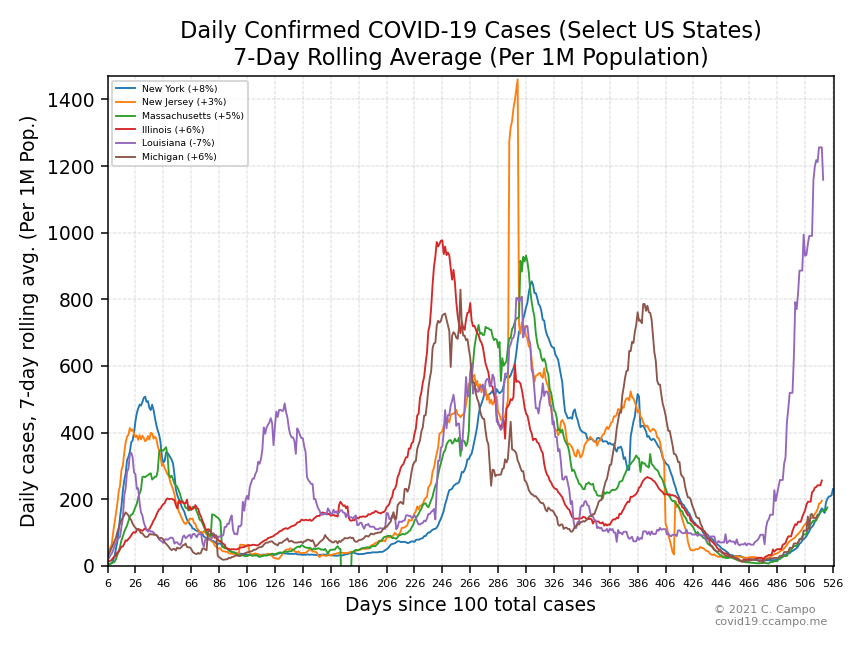 Daily Confirmed COVID-19 Cases (Select US States)
7-Day Rolling Average (Per 1M Population)
Daily cases, 7-day rolling avg. (Per 1M Pop.)
1400
1200
1000
800
600
400
200
0
New York (+8%)
New Jersey (+3%)
Massachusetts (+5%)
Illinois (+6%)
Louisiana (-7%)
Michigan (+6%)
6 26 46 66 86 106 126 146 166 186 206 226 246 266 286 306 326 346 366 386 406 426 446 466 486 506 526
Days since 100 total cases
© 2021 C. Campo
covid19.ccampo.me